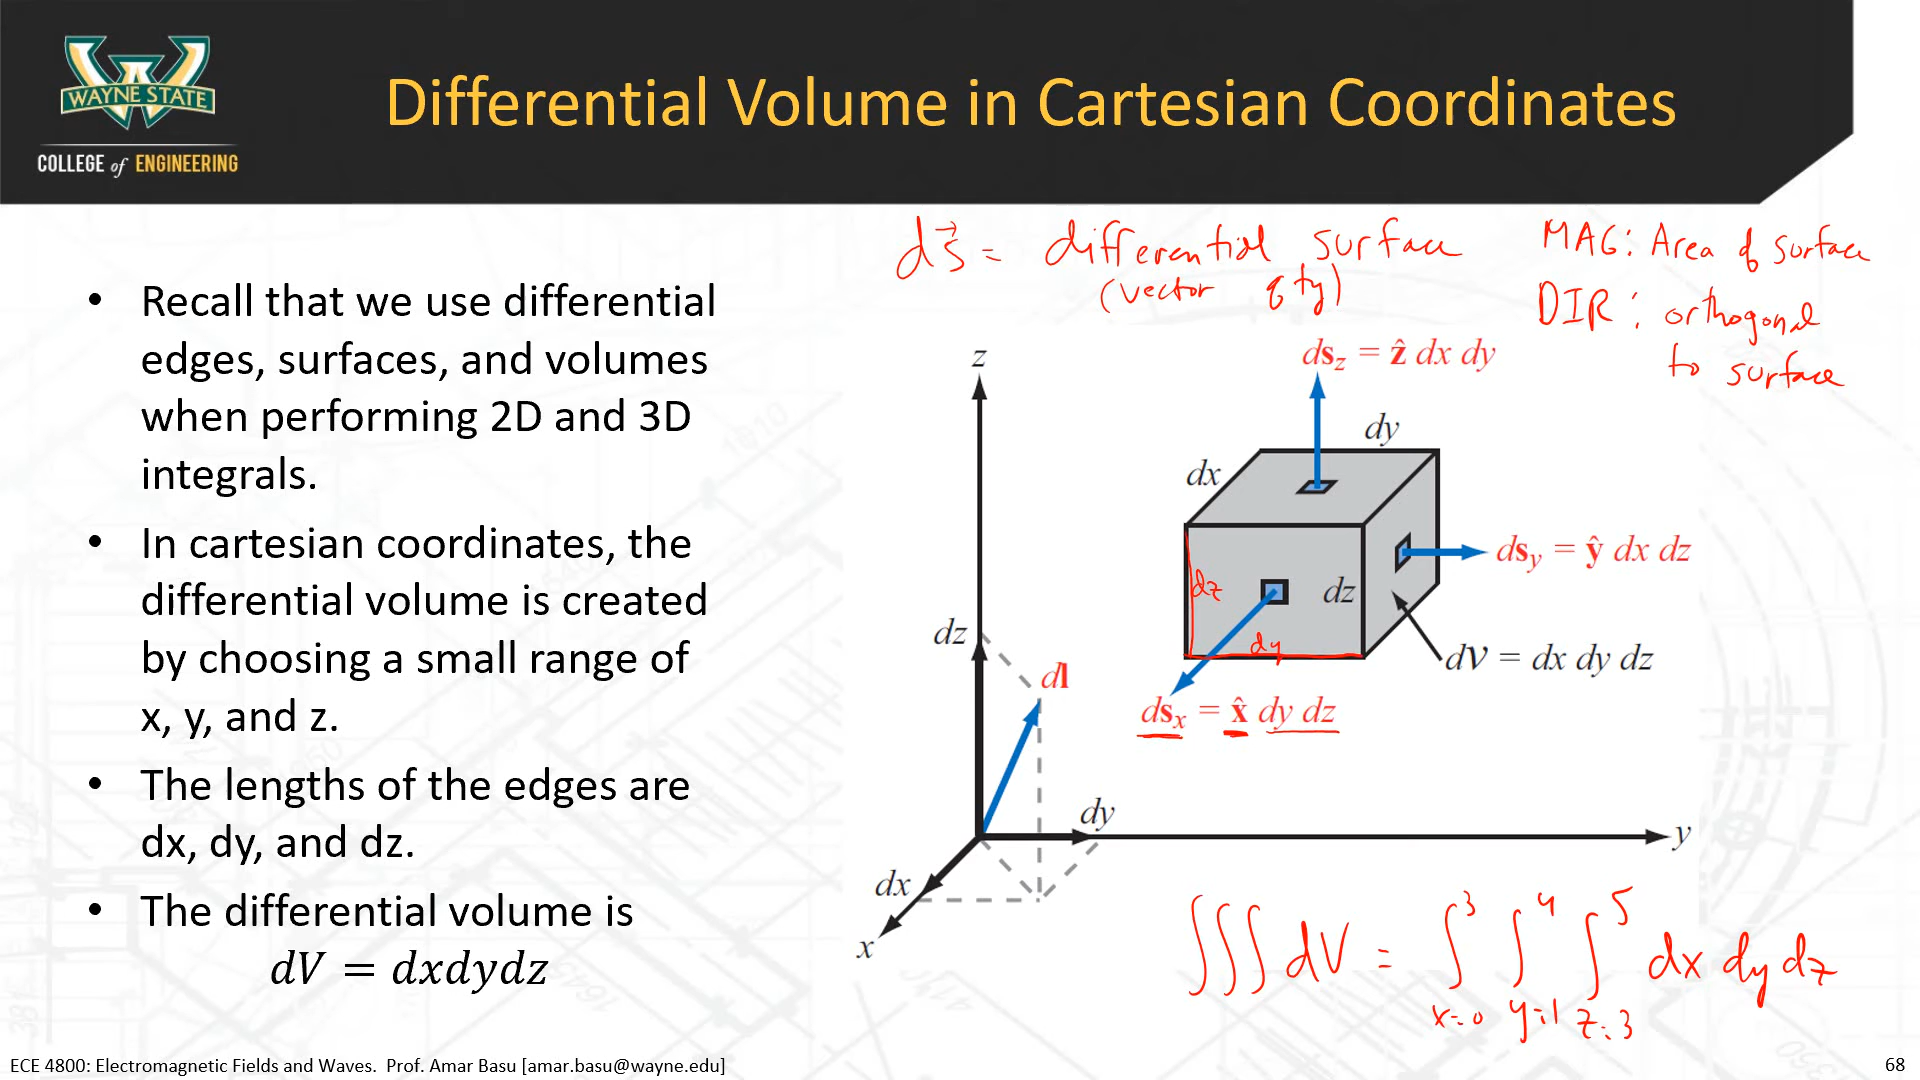 WAYNE STATE
COLLEGE of ENGINEERING
Differential Volume in Cartesian Coordinates
• Recall that we use differential
edges, surfaces, and volumes
when performing 2D and 3D
integrals.
• In cartesian coordinates, the
differential volume is created
by choosing a small range of
x, y, and z.
• The lengths of the edges are
dx, dy, and dz.
• The differential volume is
dV = dxdydz
ds⃗ = differential surface
(vector qty)
MAG: Area of surface
DIR: orthogonal
to surface
z
ds_z = ẑ dx dy
dy
dx
ds_y = ŷ dx dz
dz
dz
dy
dV = dx dy dz
dz
dl
ds_x = x̂ dy dz
dy
y
dx
x
∭ dV = ∫_{x=0}^{3} ∫_{y=1}^{4} ∫_{z=3}^{5} dx dy dz
ECE 4800: Electromagnetic Fields and Waves. Prof. Amar Basu [amar.basu@wayne.edu]
68